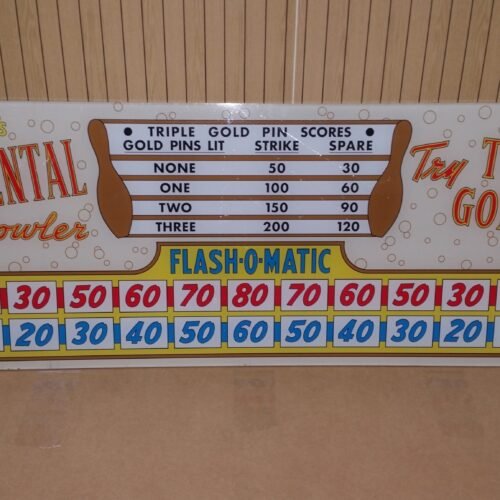 TRIPLE GOLD PIN SCORES
GOLD PINS LIT STRIKE SPARE
NONE 50 30
ONE 100 60
TWO 150 90
THREE 200 120
ENTAL
owler
Try T
GO
FLASH-O-MATIC
30 50 60 70 80 70 60 50 30
20 30 40 50 60 50 40 30 20